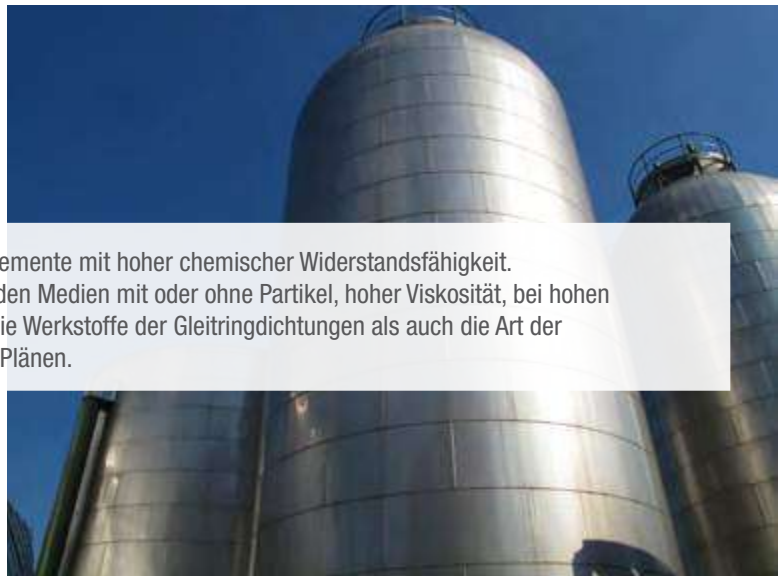 emente mit hoher chemischer Widerstandsfähigkeit.
den Medien mit oder ohne Partikel, hoher Viskosität, bei hohen
ie Werkstoffe der Gleitringdichtungen als auch die Art der
Plänen.